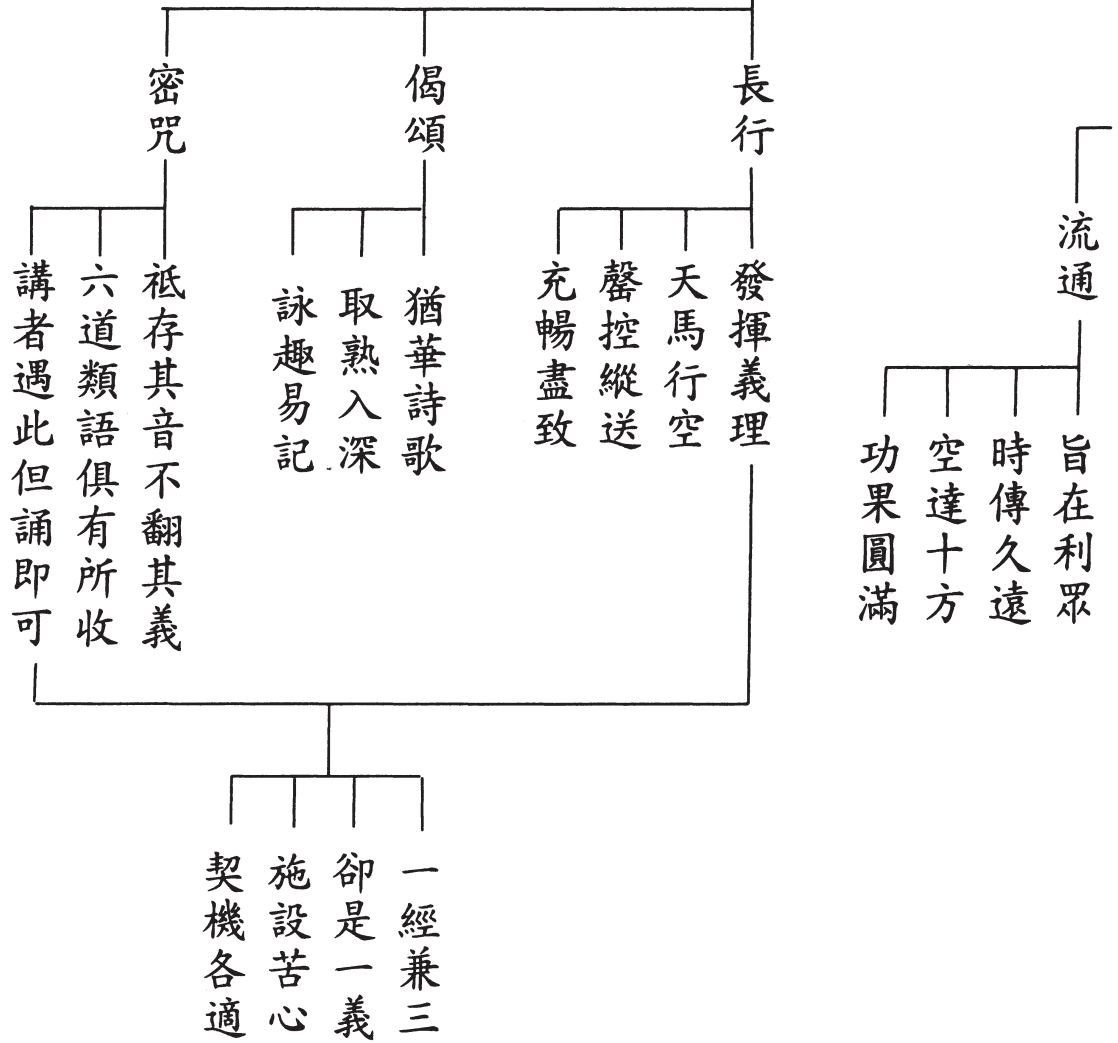 流通
旨在利眾
時傳久遠
空達十方
功果圓滿
長行
發揮義理
天馬行空
罄控縱送
充暢盡致
偈頌
猶華詩歌
取熟入深
詠趣易記
密咒
祗存其音不翻其義
六道類語俱有所收
講者遇此但誦即可
一經兼三
卻是一義
施設苦心
契機各適